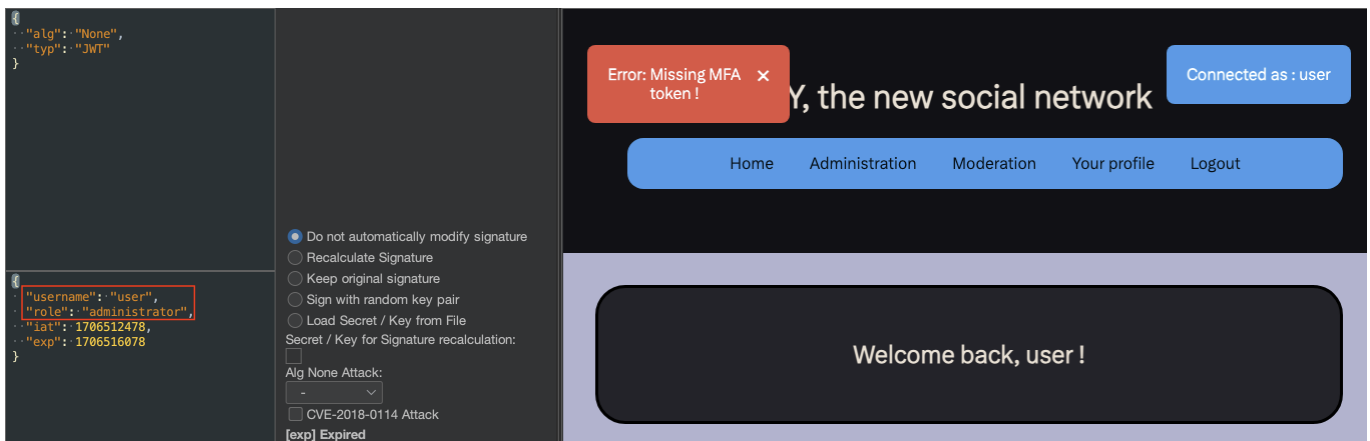 {
"alg": "None",
"typ": "JWT"
}
{
"username": "user",
"role": "administrator",
"iat": 1706512478,
"exp": 1706516078
}
Do not automatically modify signature
Recalculate Signature
Keep original signature
Sign with random key pair
Load Secret / Key from File
Secret / Key for Signature recalculation:
Alg None Attack:
-
CVE-2018-0114 Attack
[exp] Expired
Error: Missing MFA
token !
Connected as : user
Y, the new social network
Home Administration Moderation Your profile Logout
Welcome back, user !